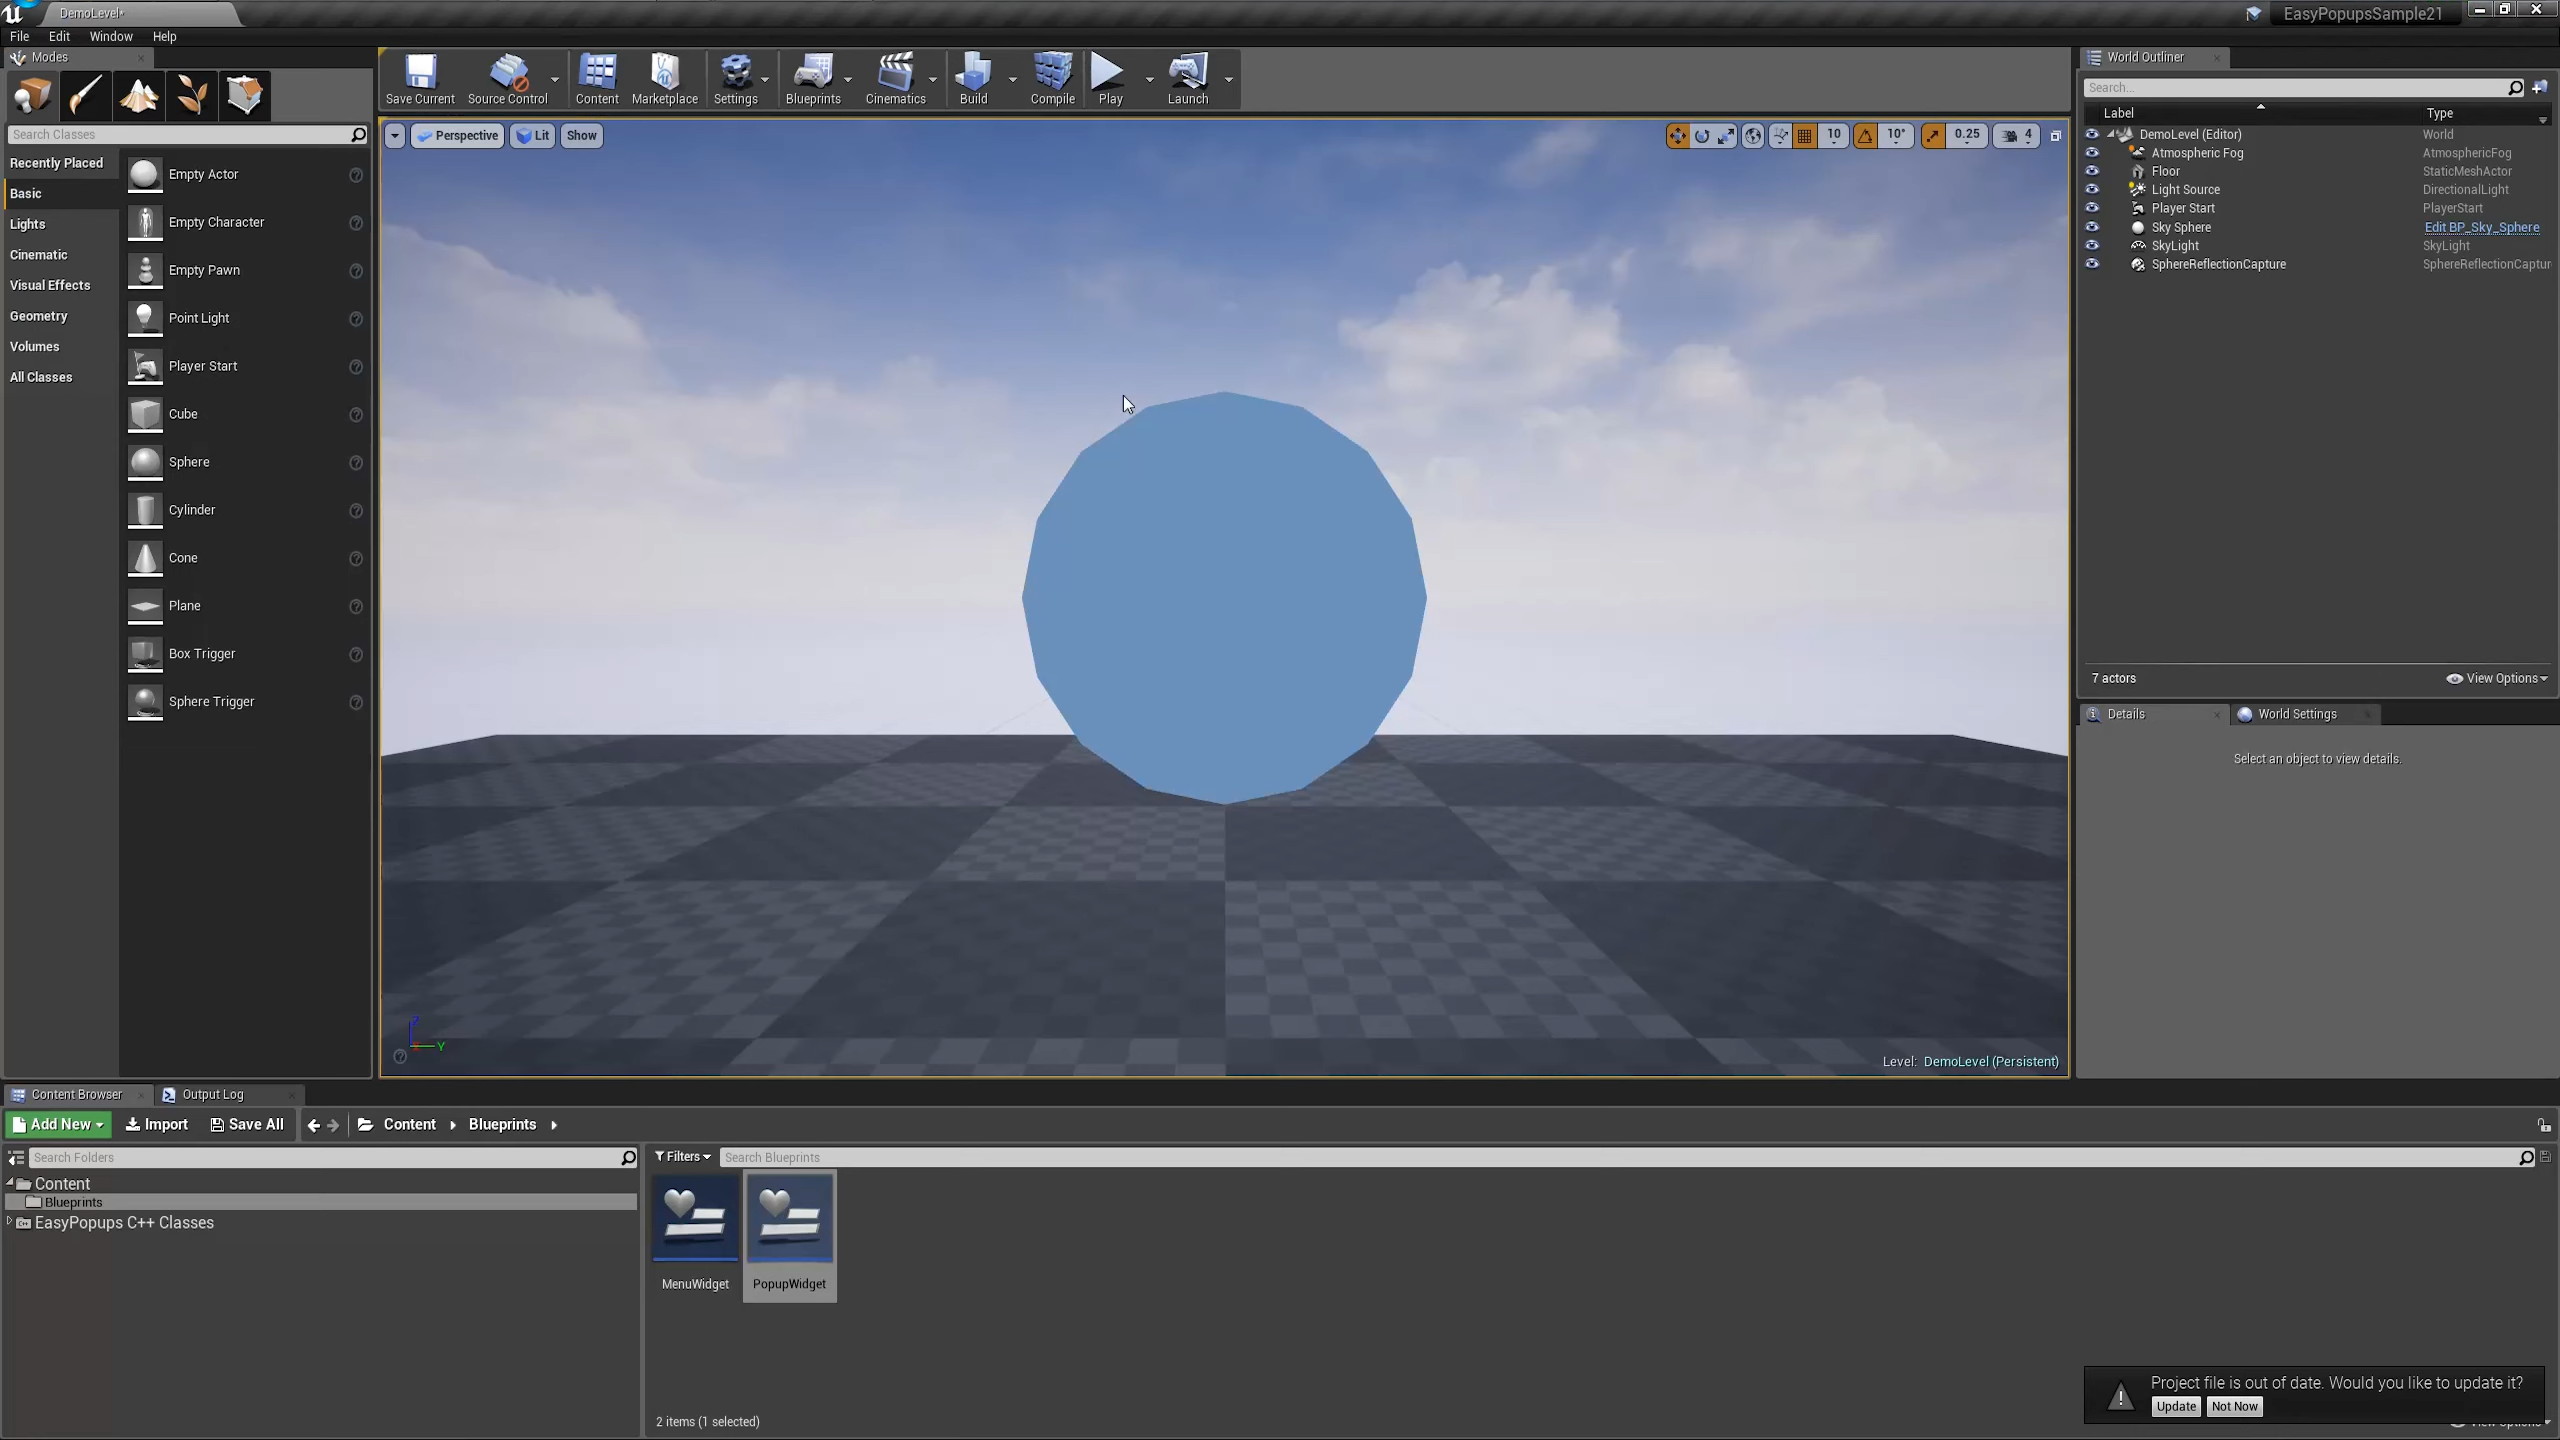 DemoLevel*
EasyPopupsSample21
File Edit Window Help
Modes
Search Classes
Recently Placed
Basic
Lights
Cinematic
Visual Effects
Geometry
Volumes
All Classes
Empty Actor
Empty Character
Empty Pawn
Point Light
Player Start
Cube
Sphere
Cylinder
Cone
Plane
Box Trigger
Sphere Trigger
Save Current Source Control Content Marketplace Settings Blueprints Cinematics Build Compile Play Launch
Perspective Lit Show
10 10° 0.25 4
Z
Y
Level: DemoLevel (Persistent)
World Outliner
Search...
Label Type
DemoLevel (Editor) World
Atmospheric Fog AtmosphericFog
Floor StaticMeshActor
Light Source DirectionalLight
Player Start PlayerStart
Sky Sphere Edit BP_Sky_Sphere
SkyLight SkyLight
SphereReflectionCapture SphereReflectionCaptur
7 actors View Options
Details World Settings
Select an object to view details.
Content Browser Output Log
Add New Import Save All Content Blueprints
Search Folders
Content
Blueprints
EasyPopups C++ Classes
Filters Search Blueprints
MenuWidget PopupWidget
2 items (1 selected)
Project file is out of date. Would you like to update it?
Update Not Now